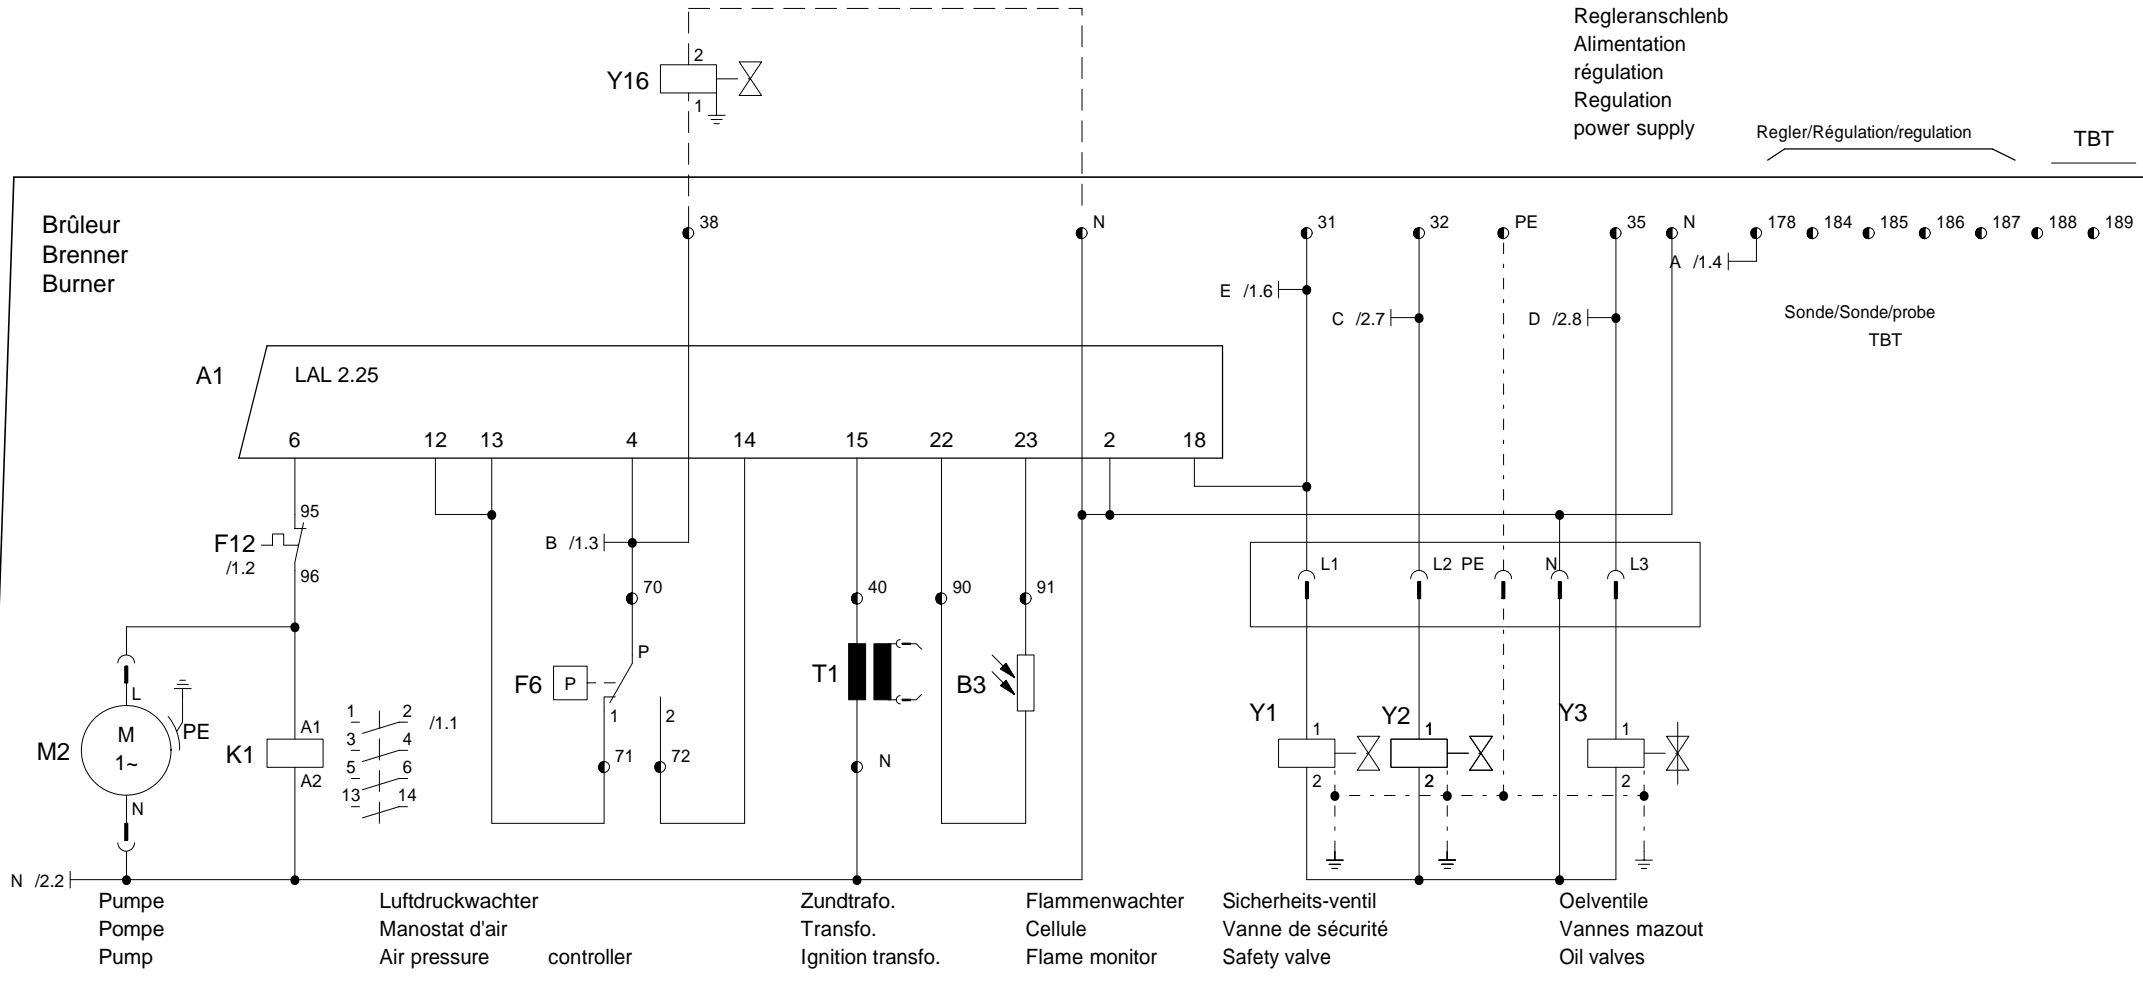 Regleranschlenb
Alimentation
régulation
Regulation
power supply
Regler/Régulation/regulation
TBT
2
Y16
1
Brûleur
Brenner
Burner
38
N
31
32
PE
35
N
178
184
185
186
187
188
189
A /1.4
E /1.6
C /2.7
D /2.8
Sonde/Sonde/probe
TBT
A1
LAL 2.25
6 12 13 4 14 15 22 23 2 18
95
F12
/1.2
96
B /1.3
70
40
90
91
L1
L2 PE
N
L3
P
F6
P
T1
B3
1
2
71
72
N
L
PE
M
1~
M2
N
A1
K1
A2
1 2 /1.1
3 4
5 6
13 14
Y1
Y2
Y3
1
1
1
2
2
2
N /2.2
Pumpe
Pompe
Pump
Luftdruckwachter
Manostat d'air
Air pressure controller
Zundtrafo.
Transfo.
Ignition transfo.
Flammenwachter
Cellule
Flame monitor
Sicherheits-ventil
Vanne de sécurité
Safety valve
Oelventile
Vannes mazout
Oil valves